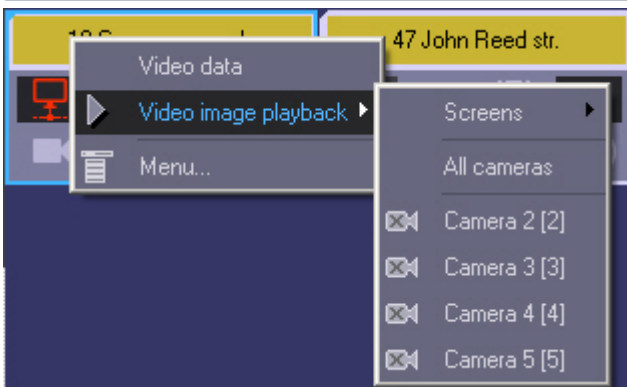 47 John Reed str.
Video data
Video image playback
Menu...
Screens
All cameras
Camera 2 [2]
Camera 3 [3]
Camera 4 [4]
Camera 5 [5]